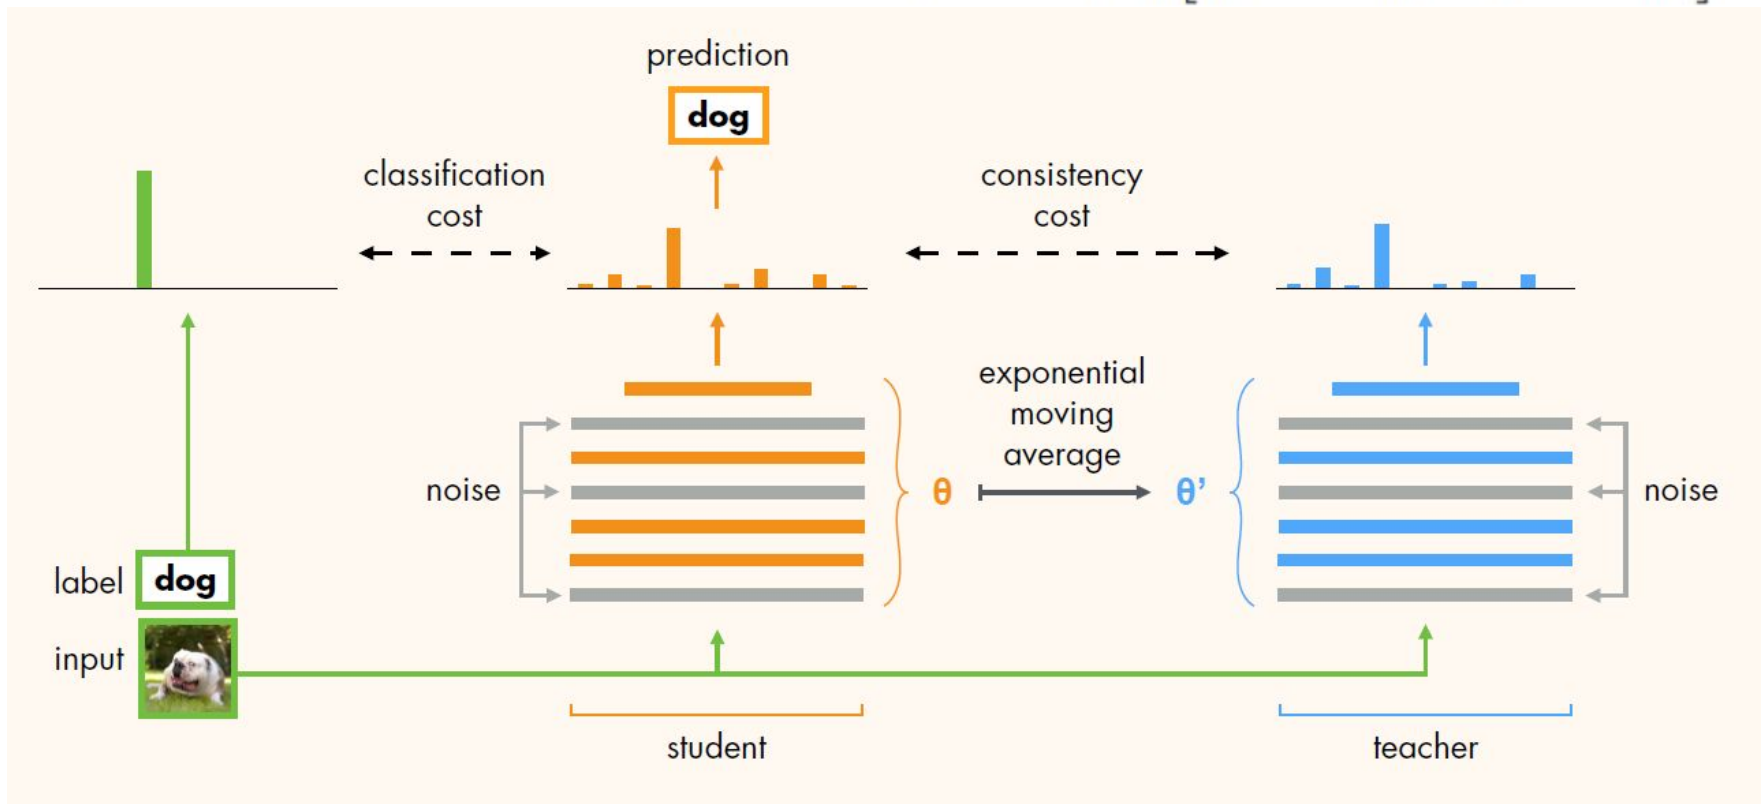 prediction
dog
classification
cost
consistency
cost
exponential
moving
average
noise
θ
θ’
noise
label
dog
input
student
teacher